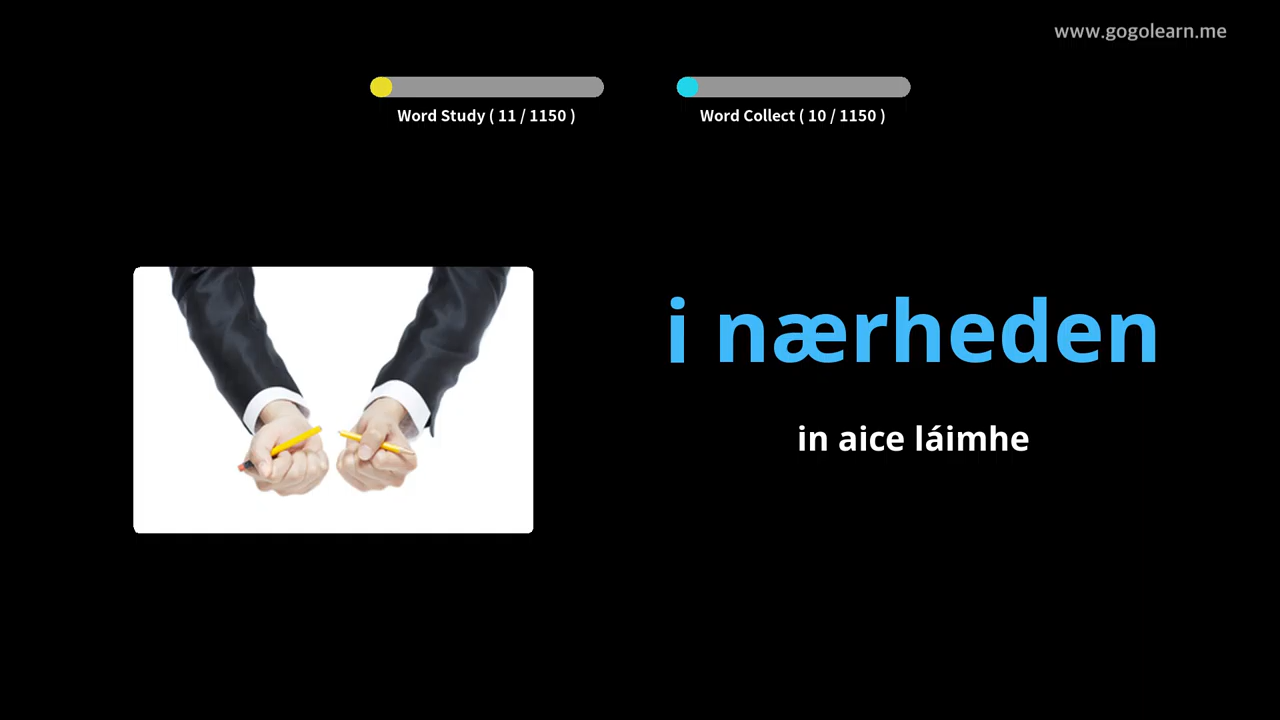 www.gogolearn.me
Word Study ( 11 / 1150 )
Word Collect ( 10 / 1150 )
i nærheden
in aice láimhe